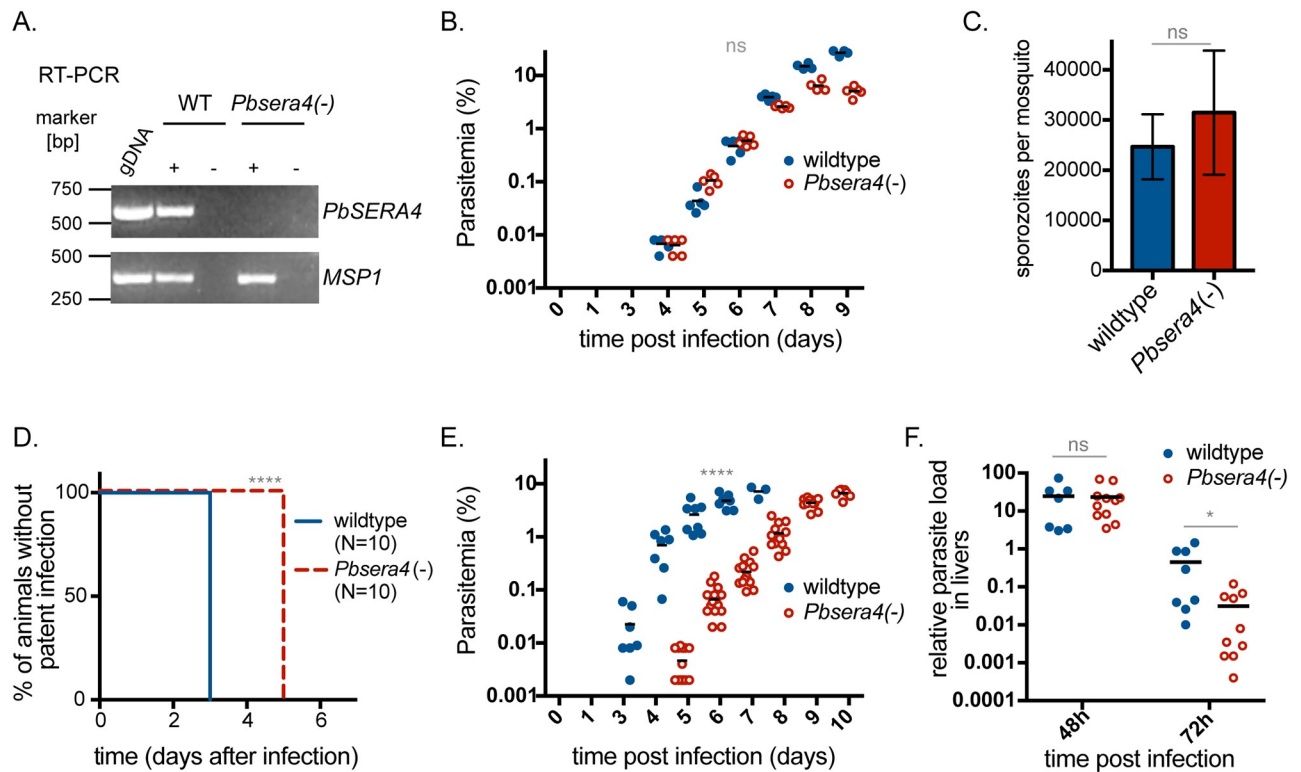 A.
RT-PCR
WT Pbsera4(-)
marker
[bp]
gDNA
+ - + -
750
500
PbSERA4
500
250
MSP1
B.
ns
Parasitemia (%)
10
1
0.1
0.01
0.001
wildtype
Pbsera4(-)
0 1 3 4 5 6 7 8 9
time post infection (days)
C.
ns
sporozoites per mosquito
40000
30000
20000
10000
0
wildtype
Pbsera4(-)
D.
% of animals without
patent infection
100
50
0
****
wildtype
(N=10)
Pbsera4(-)
(N=10)
0 2 4 6
time (days after infection)
E.
****
Parasitemia (%)
10
1
0.1
0.01
0.001
wildtype
Pbsera4(-)
0 1 3 4 5 6 7 8 9 10
time post infection (days)
F.
wildtype
Pbsera4(-)
ns
*
relative parasite load
in livers
100
10
1
0.1
0.01
0.001
0.0001
48h 72h
time post infection